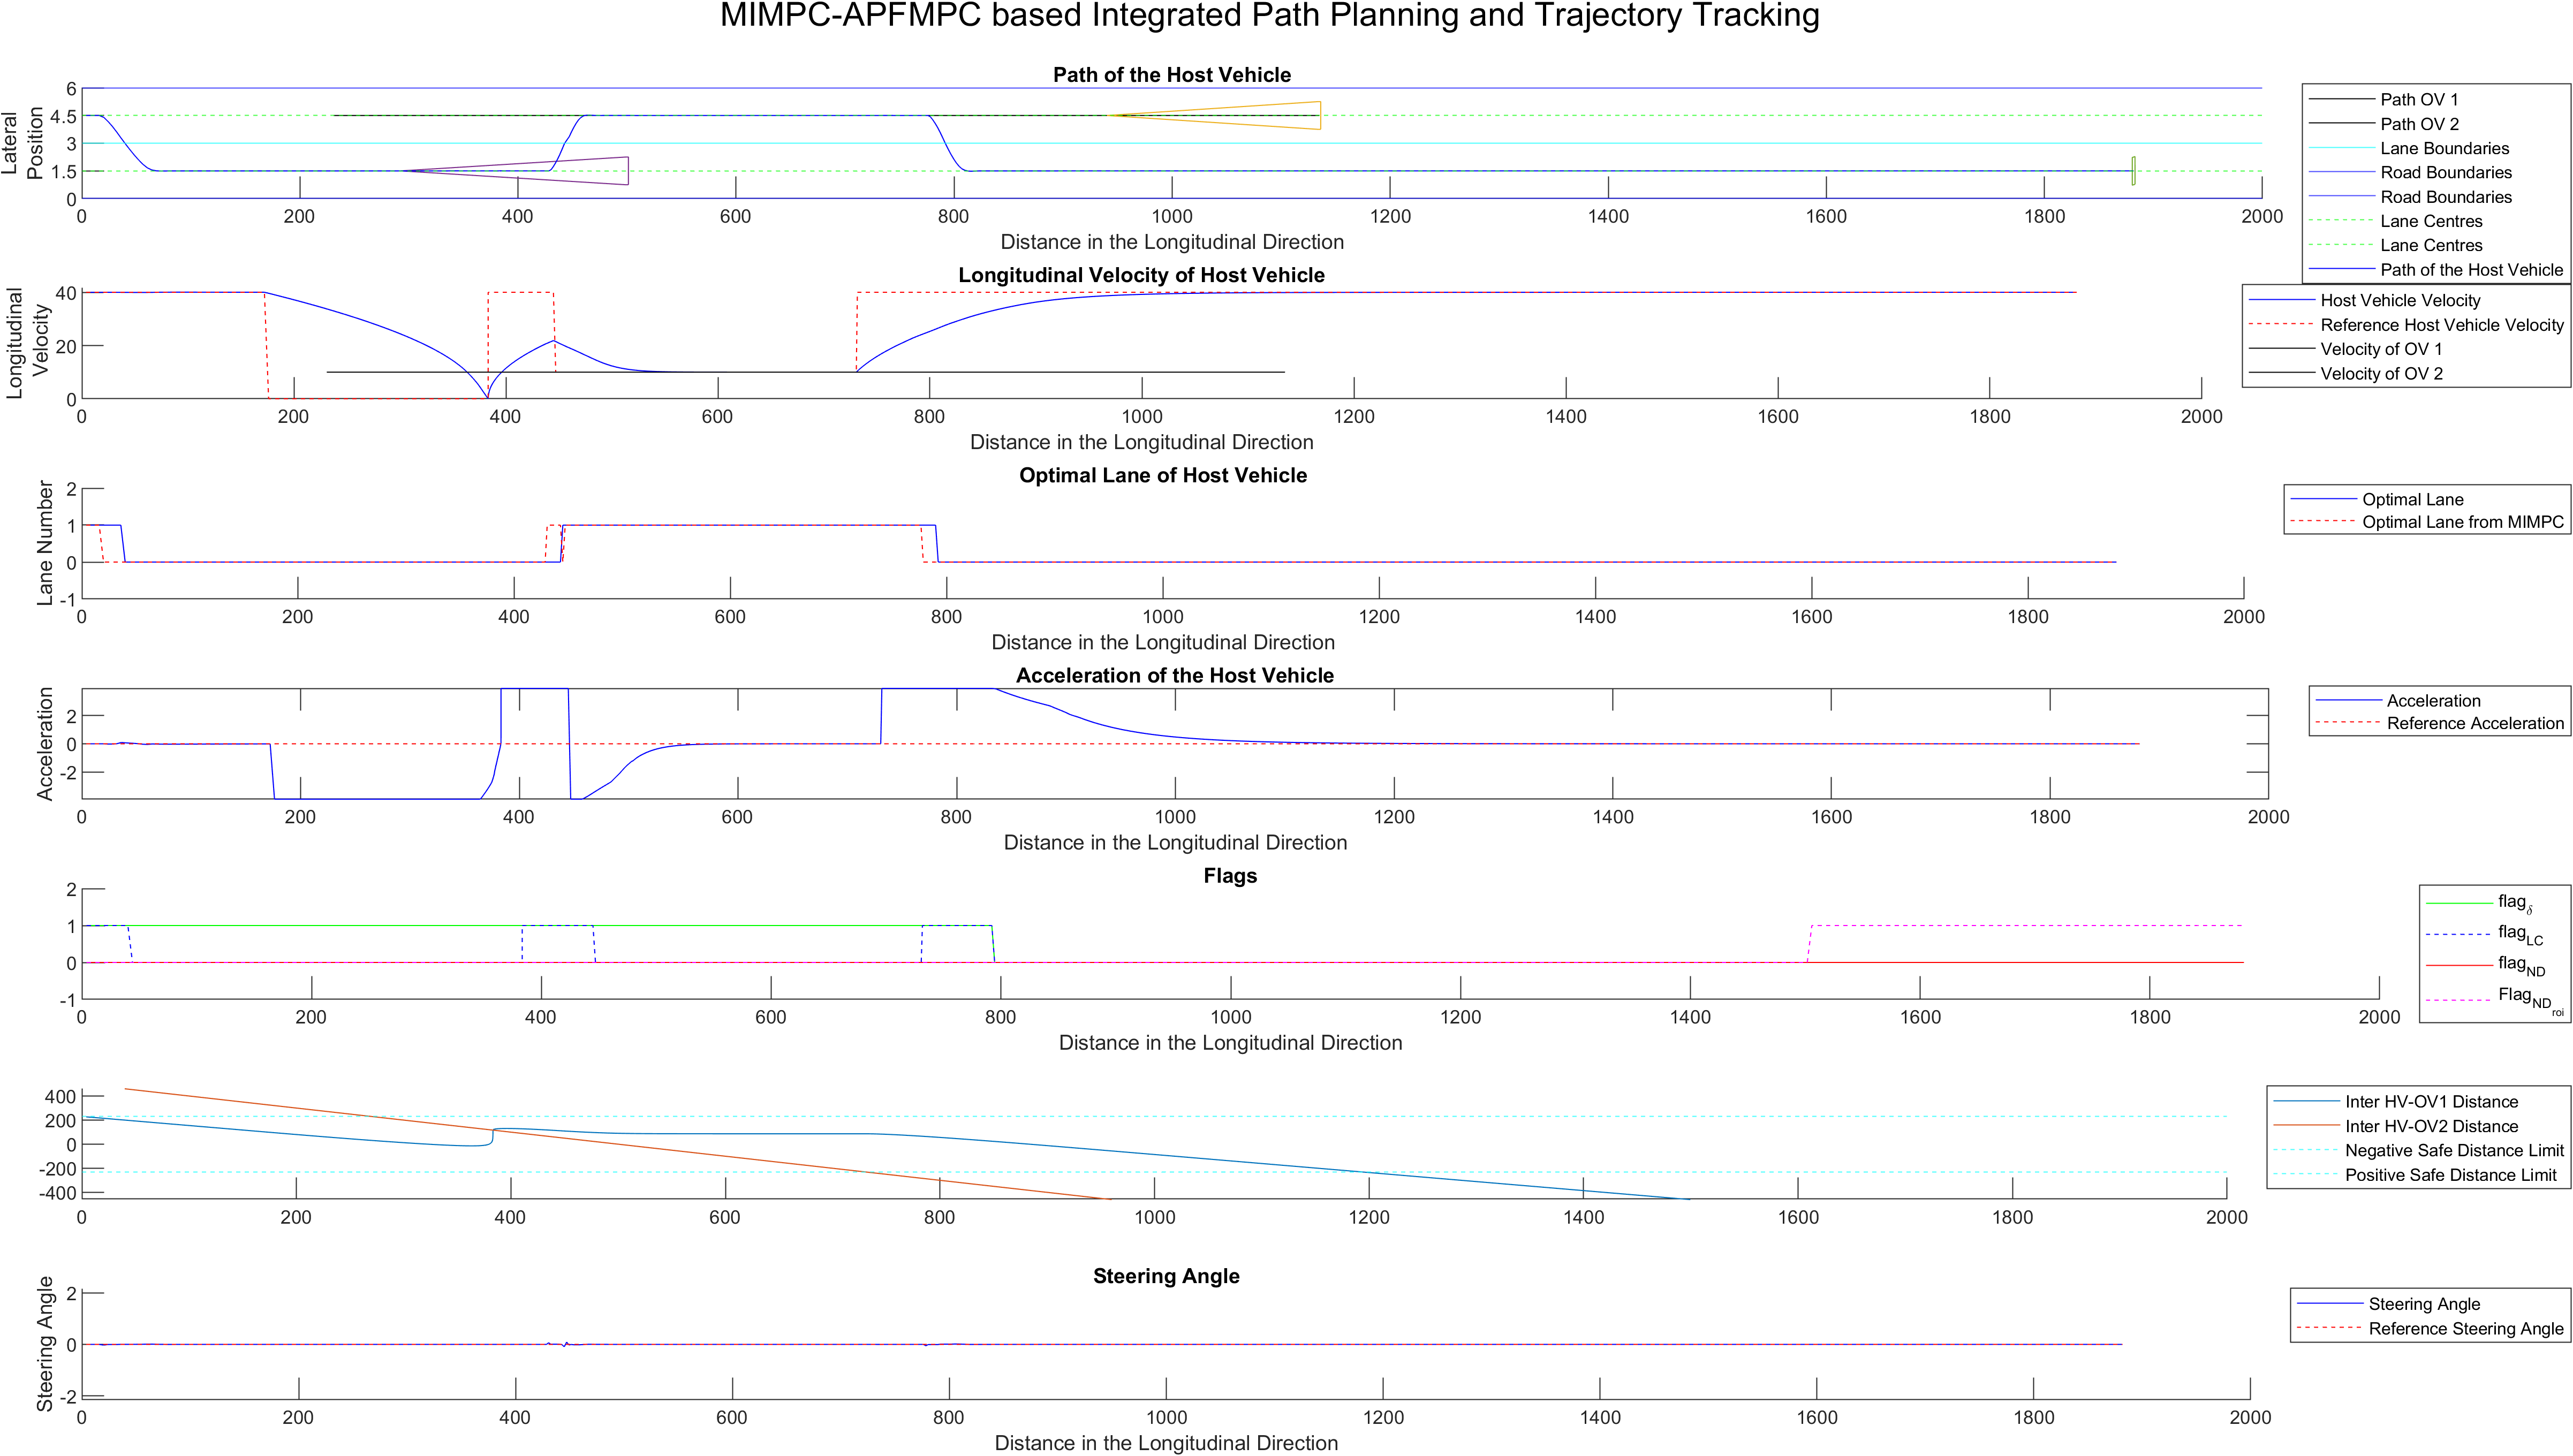 MIMPC-APFMPC based Integrated Path Planning and Trajectory Tracking
Path of the Host Vehicle
Lateral
Position
6
4.5
3
1.5
0
0 200 400 600 800 1000 1200 1400 1600 1800 2000
Distance in the Longitudinal Direction
Path OV 1
Path OV 2
Lane Boundaries
Road Boundaries
Road Boundaries
Lane Centres
Lane Centres
Path of the Host Vehicle
Longitudinal Velocity of Host Vehicle
Longitudinal
Velocity
40
20
0
0 200 400 600 800 1000 1200 1400 1600 1800 2000
Distance in the Longitudinal Direction
Host Vehicle Velocity
Reference Host Vehicle Velocity
Velocity of OV 1
Velocity of OV 2
Optimal Lane of Host Vehicle
Lane Number
2
1
0
-1
0 200 400 600 800 1000 1200 1400 1600 1800 2000
Distance in the Longitudinal Direction
Optimal Lane
Optimal Lane from MIMPC
Acceleration of the Host Vehicle
Acceleration
2
0
-2
0 200 400 600 800 1000 1200 1400 1600 1800 2000
Distance in the Longitudinal Direction
Acceleration
Reference Acceleration
Flags
2
1
0
-1
0 200 400 600 800 1000 1200 1400 1600 1800 2000
Distance in the Longitudinal Direction
flagδ
flagLC
flagND
FlagNDroi
400
200
0
-200
-400
0 200 400 600 800 1000 1200 1400 1600 1800 2000
Inter HV-OV1 Distance
Inter HV-OV2 Distance
Negative Safe Distance Limit
Positive Safe Distance Limit
Steering Angle
Steering Angle
2
0
-2
0 200 400 600 800 1000 1200 1400 1600 1800 2000
Distance in the Longitudinal Direction
Steering Angle
Reference Steering Angle